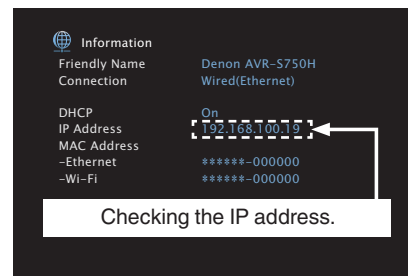 Information
Friendly Name Denon AVR-S750H
Connection Wired(Ethernet)
DHCP On
IP Address 192.168.100.19
MAC Address
-Ethernet ******-000000
-Wi-Fi ******-000000
Checking the IP address.